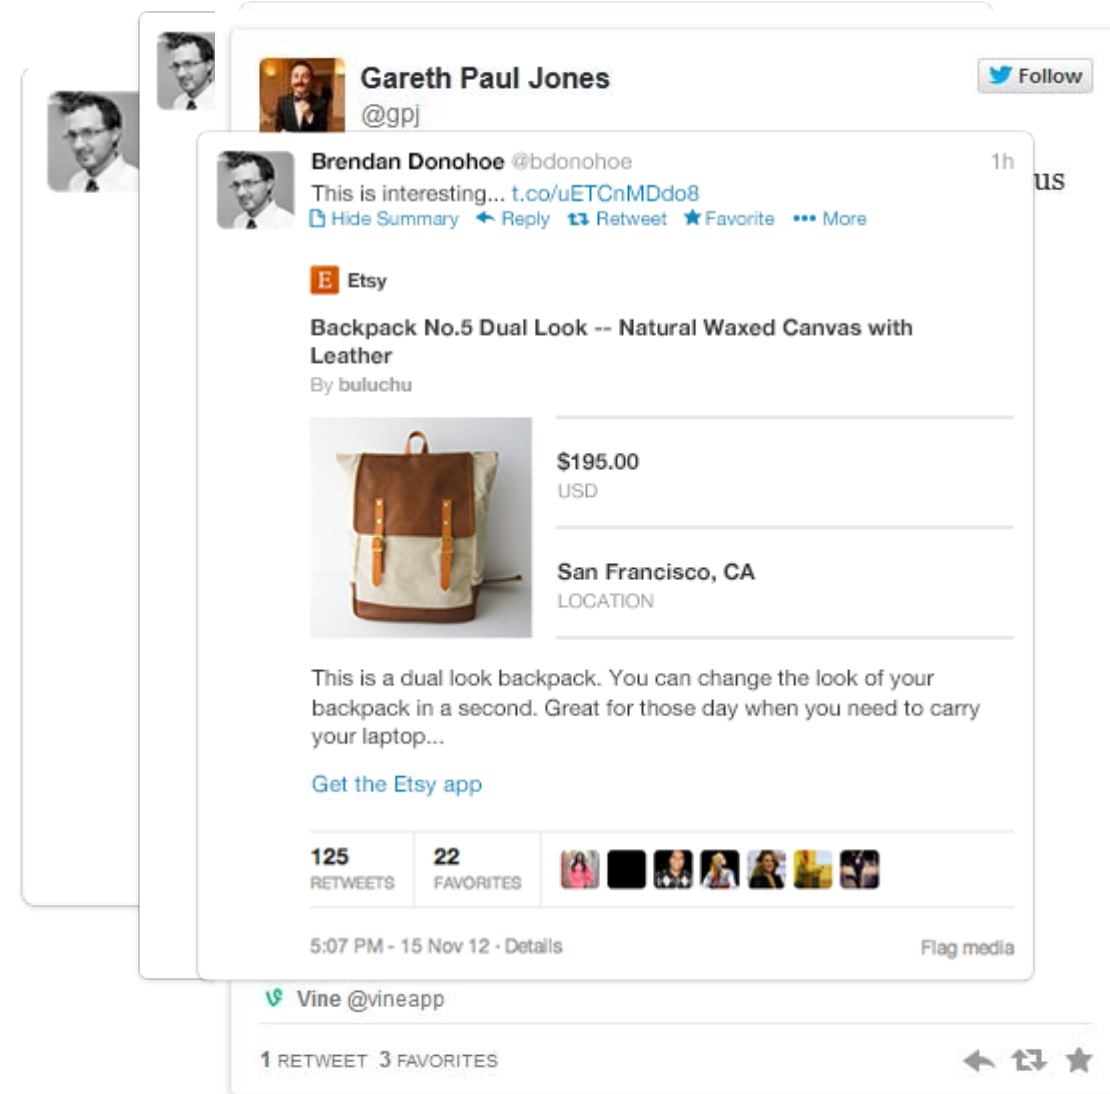 Gareth Paul Jones
Follow
@gpj
us
Brendan Donohoe @bdonohoe
1h
This is interesting... t.co/uETCnMDdo8
Hide Summary Reply Retweet Favorite More
E Etsy
Backpack No.5 Dual Look -- Natural Waxed Canvas with
Leather
By buluchu
$195.00
USD
San Francisco, CA
LOCATION
This is a dual look backpack. You can change the look of your
backpack in a second. Great for those day when you need to carry
your laptop...
Get the Etsy app
125
RETWEETS
22
FAVORITES
5:07 PM - 15 Nov 12 · Details
Flag media
Vine @vineapp
1 RETWEET 3 FAVORITES